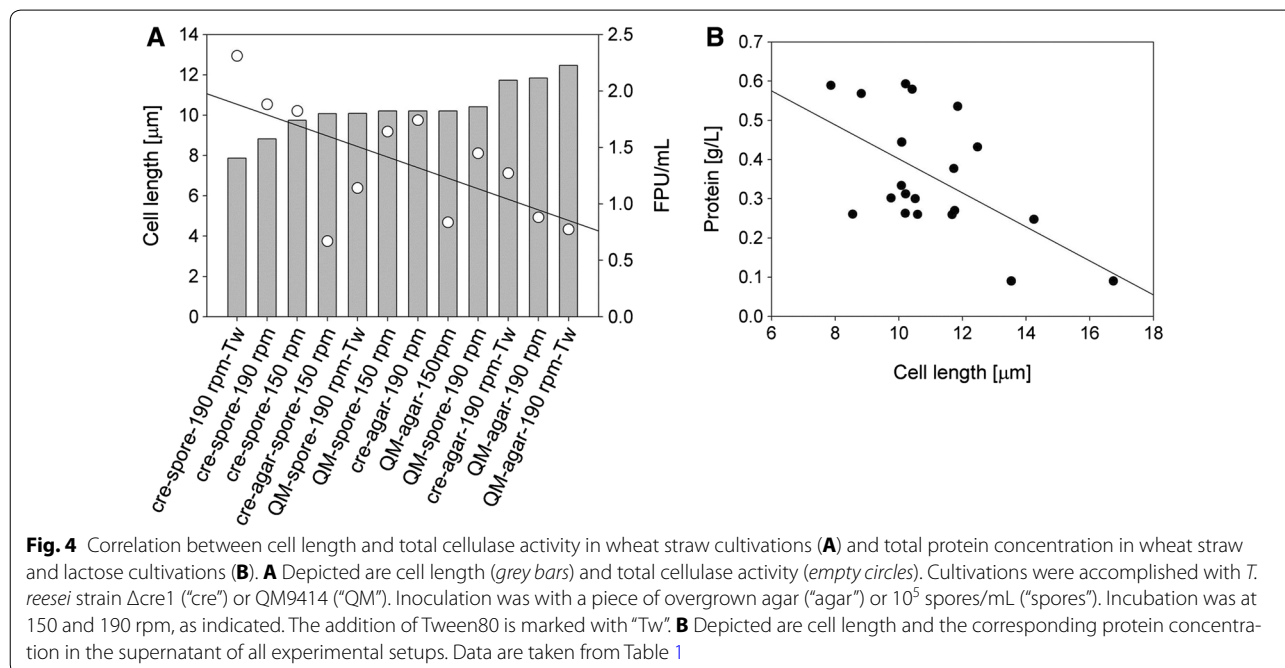 A
14
12
10
8
6
4
2
0
Cell length [μm]
2.5
2.0
1.5
1.0
0.5
0.0
FPU/mL
cre-spore-190 rpm-Tw
cre-spore-190 rpm
cre-spore-150 rpm
cre-agar-spore-150 rpm
QM-spore-190 rpm-Tw
QM-spore-150 rpm
cre-agar-190 rpm
QM-agar-150rpm
QM-spore-190 rpm
cre-agar-190 rpm-Tw
QM-agar-190 rpm
QM-agar-190 rpm-Tw
B
0.7
0.6
0.5
0.4
0.3
0.2
0.1
0.0
Protein [g/L]
6 8 10 12 14 16 18
Cell length [μm]
Fig. 4 Correlation between cell length and total cellulase activity in wheat straw cultivations (A) and total protein concentration in wheat straw
and lactose cultivations (B). A Depicted are cell length (grey bars) and total cellulase activity (empty circles). Cultivations were accomplished with T.
reesei strain Δcre1 (“cre”) or QM9414 (“QM”). Inoculation was with a piece of overgrown agar (“agar”) or 10⁵ spores/mL (“spores”). Incubation was at
150 and 190 rpm, as indicated. The addition of Tween80 is marked with “Tw”. B Depicted are cell length and the corresponding protein concentra-
tion in the supernatant of all experimental setups. Data are taken from Table 1